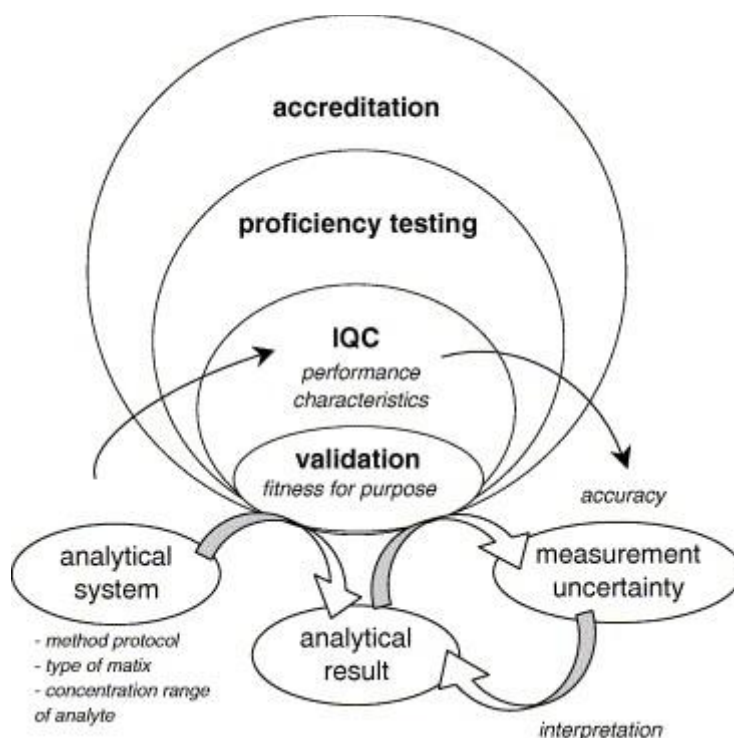 accreditation
proficiency testing
IQC
performance
characteristics
validation
fitness for purpose
accuracy
analytical
system
measurement
uncertainty
- method protocol
- type of matix
- concentration range
of analyte
analytical
result
interpretation